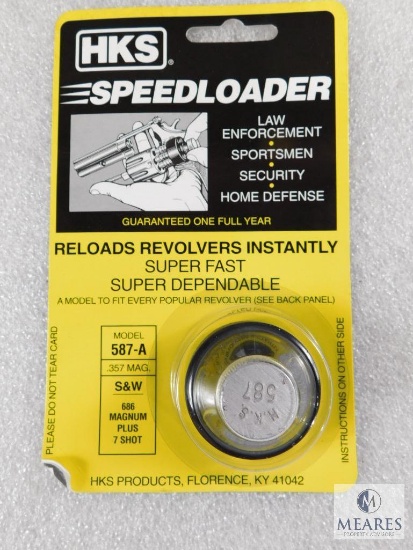 HKS®
SPEEDLOADER
LAW
ENFORCEMENT
•
SPORTSMEN
•
SECURITY
•
HOME DEFENSE
GUARANTEED ONE FULL YEAR
RELOADS REVOLVERS INSTANTLY
SUPER FAST
SUPER DEPENDABLE
A MODEL TO FIT EVERY POPULAR REVOLVER (SEE BACK PANEL)
PLEASE DO NOT TEAR CARD
MODEL
587-A
.357 MAG.
S&W
686
MAGNUM
PLUS
7 SHOT
H.K.S
587
INSTRUCTIONS ON OTHER SIDE
HKS PRODUCTS, FLORENCE, KY 41042
M
MEARES